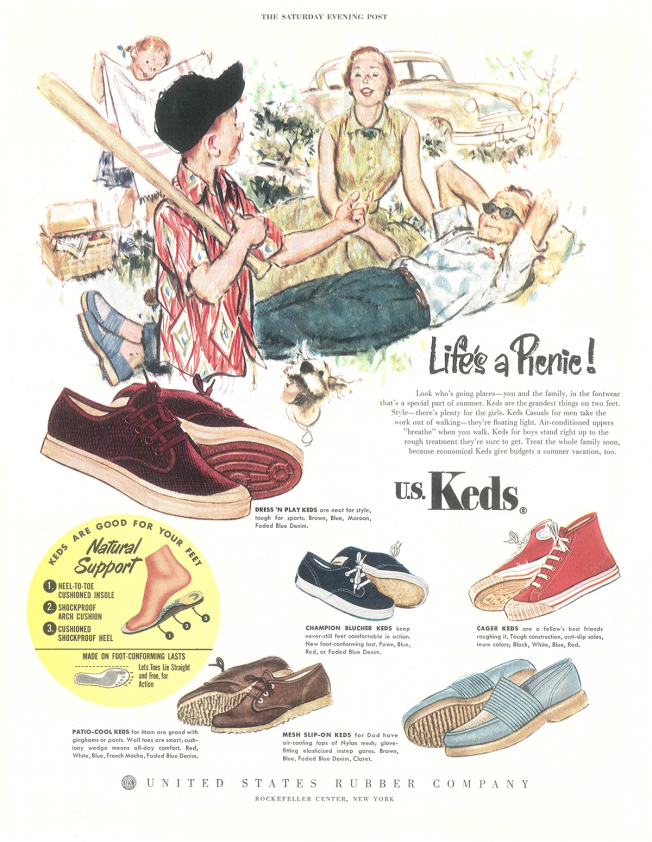 THE SATURDAY EVENING POST
Life's a Picnic!
Look who's going places—you and the family, in the footwear
that's a special part of summer. Keds are the grandest things on two feet.
Style—there's plenty for the girls. Keds Casuals for men take the
work out of walking—they're floating light. Air-conditioned uppers
"breathe" when you walk. Keds for boys stand right up to the
rough treatment they're sure to get. Treat the whole family soon,
because economical Keds give budgets a summer vacation, too.
U.S. Keds®
DRESS 'N PLAY KEDS are neat for style,
tough for sports. Brown, Blue, Maroon,
Faded Blue Denim.
KEDS ARE GOOD FOR YOUR FEET
Natural
Support
1. HEEL-TO-TOE
CUSHIONED INSOLE
2. SHOCKPROOF
ARCH CUSHION
3. CUSHIONED
SHOCKPROOF HEEL
1 2 3
MADE ON FOOT-CONFORMING LASTS
Lets Toes Lie Straight
and Free, for
Action
CHAMPION BLUCHER KEDS keep
never-still feet comfortable in action.
New foot-conforming last. Fawn, Blue,
Red, or Faded Blue Denim.
CAGER KEDS are a fellow's best friends
roughing it. Tough construction, anti-slip soles,
team colors; Black, White, Blue, Red.
PATIO-COOL KEDS for Mom are grand with
ginghams or pants. Wall toes are smart; cush-
iony wedge means all-day comfort. Red,
White, Blue, French Mocha, Faded Blue Denim.
MESH SLIP-ON KEDS for Dad have
air-cooling tops of Nylon mesh; glove-
fitting elasticized instep gores. Brown,
Blue, Faded Blue Denim, Claret.
US UNITED STATES RUBBER COMPANY
ROCKEFELLER CENTER, NEW YORK